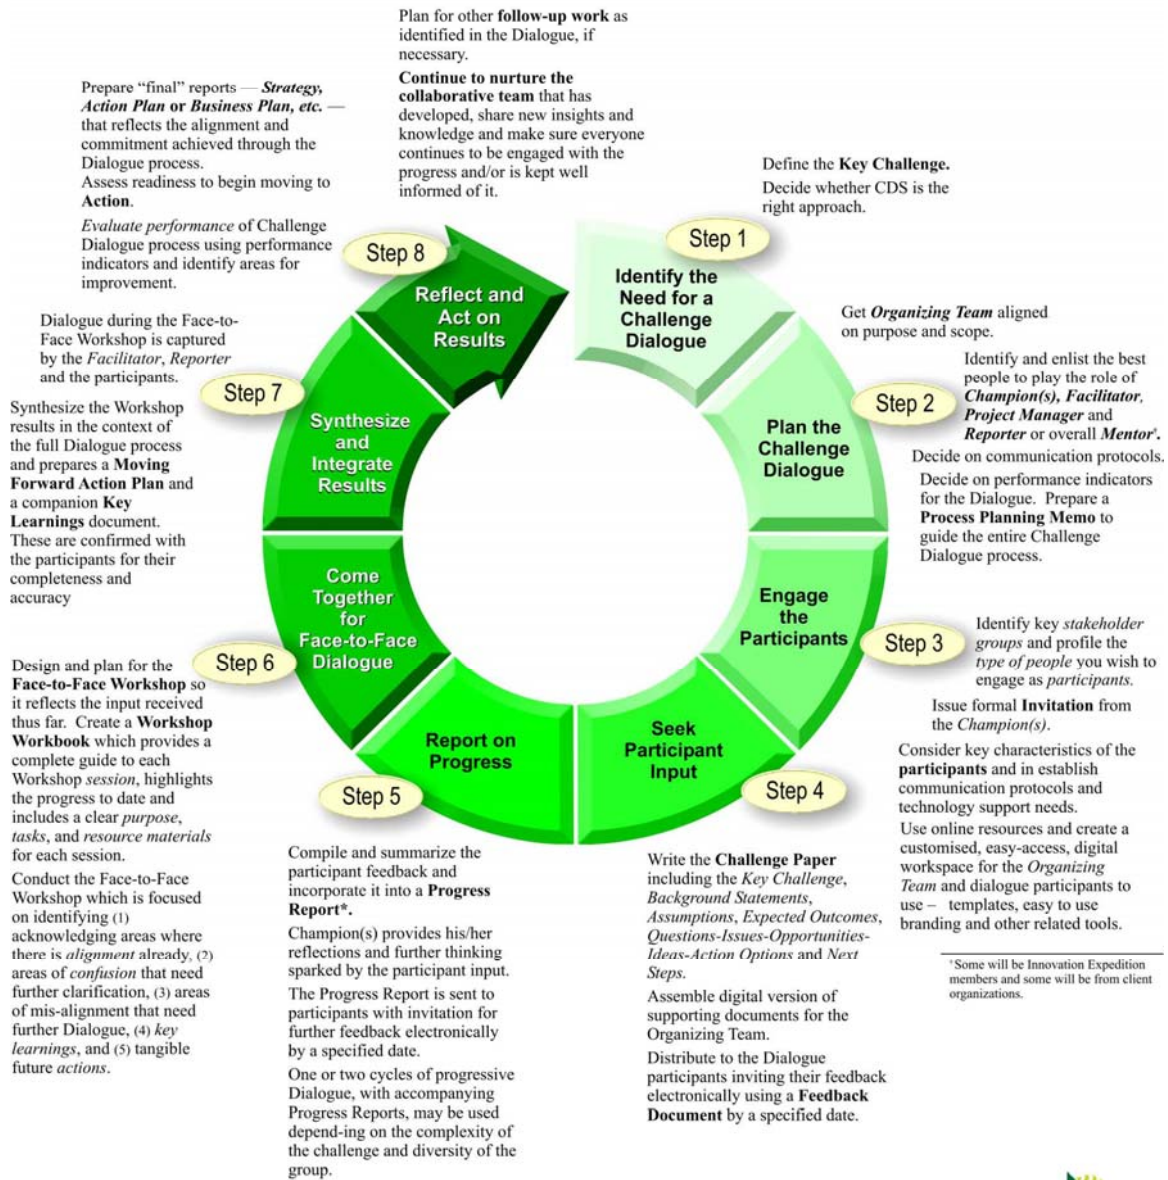 Plan for other follow-up work as
identified in the Dialogue, if
necessary.
Continue to nurture the
collaborative team that has
developed, share new insights and
knowledge and make sure everyone
continues to be engaged with the
progress and/or is kept well
informed of it.
Prepare “final” reports — Strategy,
Action Plan or Business Plan, etc. —
that reflects the alignment and
commitment achieved through the
Dialogue process.
Assess readiness to begin moving to
Action.
Evaluate performance of Challenge
Dialogue process using performance
indicators and identify areas for
improvement.
Step 8
Reflect and
Act on
Results
Define the Key Challenge.
Decide whether CDS is the
right approach.
Step 1
Identify the
Need for a
Challenge
Dialogue
Get Organizing Team aligned
on purpose and scope.
Identify and enlist the best
people to play the role of
Champion(s), Facilitator,
Project Manager and
Reporter or overall Mentor*.
Decide on communication protocols.
Decide on performance indicators
for the Dialogue. Prepare a
Process Planning Memo to
guide the entire Challenge
Dialogue process.
Step 2
Plan the
Challenge
Dialogue
Engage
the
Participants
Step 3
Identify key stakeholder
groups and profile the
type of people you wish to
engage as participants.
Issue formal Invitation from
the Champion(s).
Consider key characteristics of the
participants and in establish
communication protocols and
technology support needs.
Use online resources and create a
customised, easy-access, digital
workspace for the Organizing
Team and dialogue participants to
use – templates, easy to use
branding and other related tools.
*Some will be Innovation Expedition
members and some will be from client
organizations.
Seek
Participant
Input
Step 4
Write the Challenge Paper
including the Key Challenge,
Background Statements,
Assumptions, Expected Outcomes,
Questions-Issues-Opportunities-
Ideas-Action Options and Next
Steps.
Assemble digital version of
supporting documents for the
Organizing Team.
Distribute to the Dialogue
participants inviting their feedback
electronically using a Feedback
Document by a specified date.
Report on
Progress
Step 5
Compile and summarize the
participant feedback and
incorporate it into a Progress
Report*.
Champion(s) provides his/her
reflections and further thinking
sparked by the participant input.
The Progress Report is sent to
participants with invitation for
further feedback electronically
by a specified date.
One or two cycles of progressive
Dialogue, with accompanying
Progress Reports, may be used
depend-ing on the complexity of
the challenge and diversity of the
group.
Come
Together
for
Face-to-Face
Dialogue
Step 6
Design and plan for the
Face-to-Face Workshop so
it reflects the input received
thus far. Create a Workshop
Workbook which provides a
complete guide to each
Workshop session, highlights
the progress to date and
includes a clear purpose,
tasks, and resource materials
for each session.
Conduct the Face-to-Face
Workshop which is focused
on identifying (1)
acknowledging areas where
there is alignment already, (2)
areas of confusion that need
further clarification, (3) areas
of mis-alignment that need
further Dialogue, (4) key
learnings, and (5) tangible
future actions.
Synthesize
and
Integrate
Results
Step 7
Dialogue during the Face-to-
Face Workshop is captured
by the Facilitator, Reporter
and the participants.
Synthesize the Workshop
results in the context of
the full Dialogue process
and prepares a Moving
Forward Action Plan and
a companion Key
Learnings document.
These are confirmed with
the participants for their
completeness and
accuracy